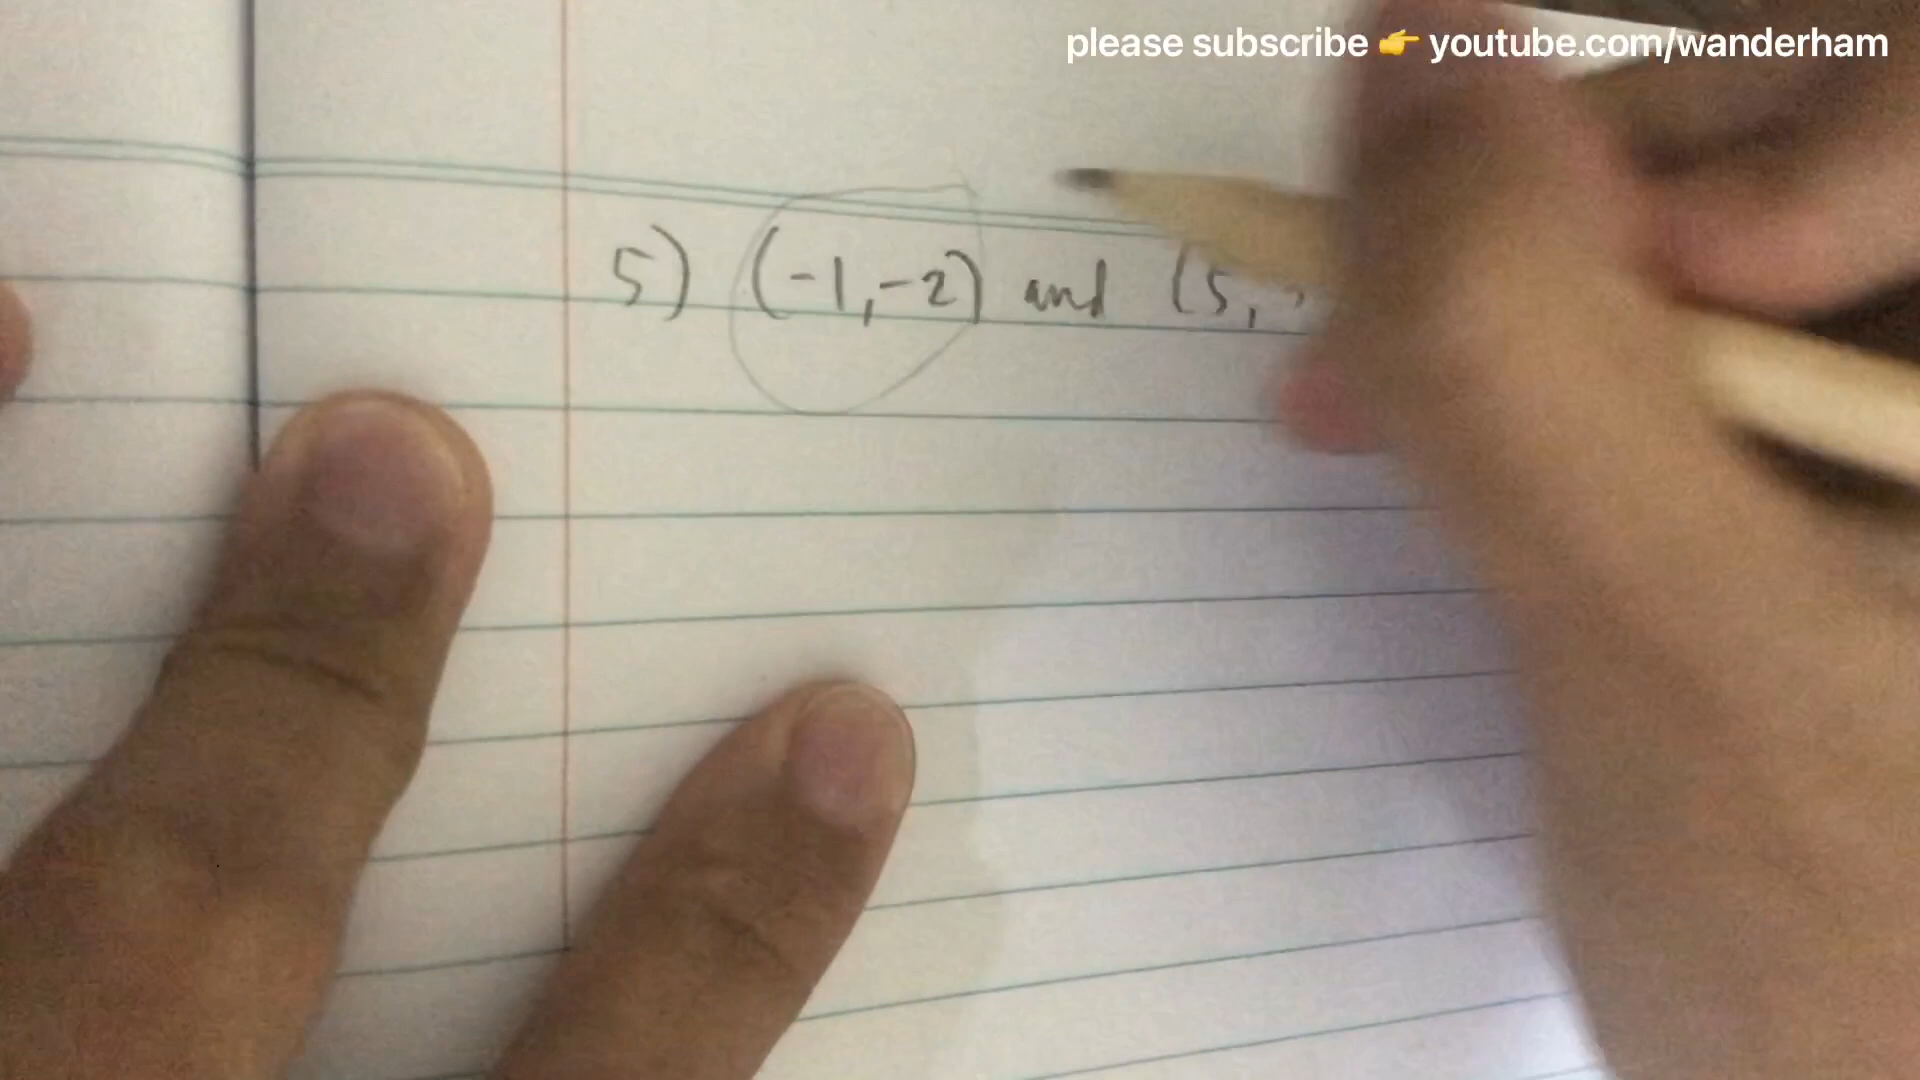 please subscribe 👉 youtube.com/wanderham
5) (-1,-2) and (5,